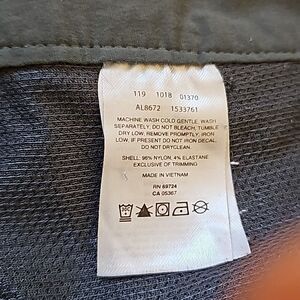 119 1018 01370
AL8672 1533761
MACHINE WASH COLD GENTLE, WASH
SEPARATELY, DO NOT BLEACH, TUMBLE
DRY LOW, REMOVE PROMPTLY, IRON
LOW, IF PRESENT DO NOT IRON DECAL,
DO NOT DRYCLEAN.
SHELL: 96% NYLON, 4% ELASTANE
EXCLUSIVE OF TRIMMING
MADE IN VIETNAM
RN 69724
CA 05367